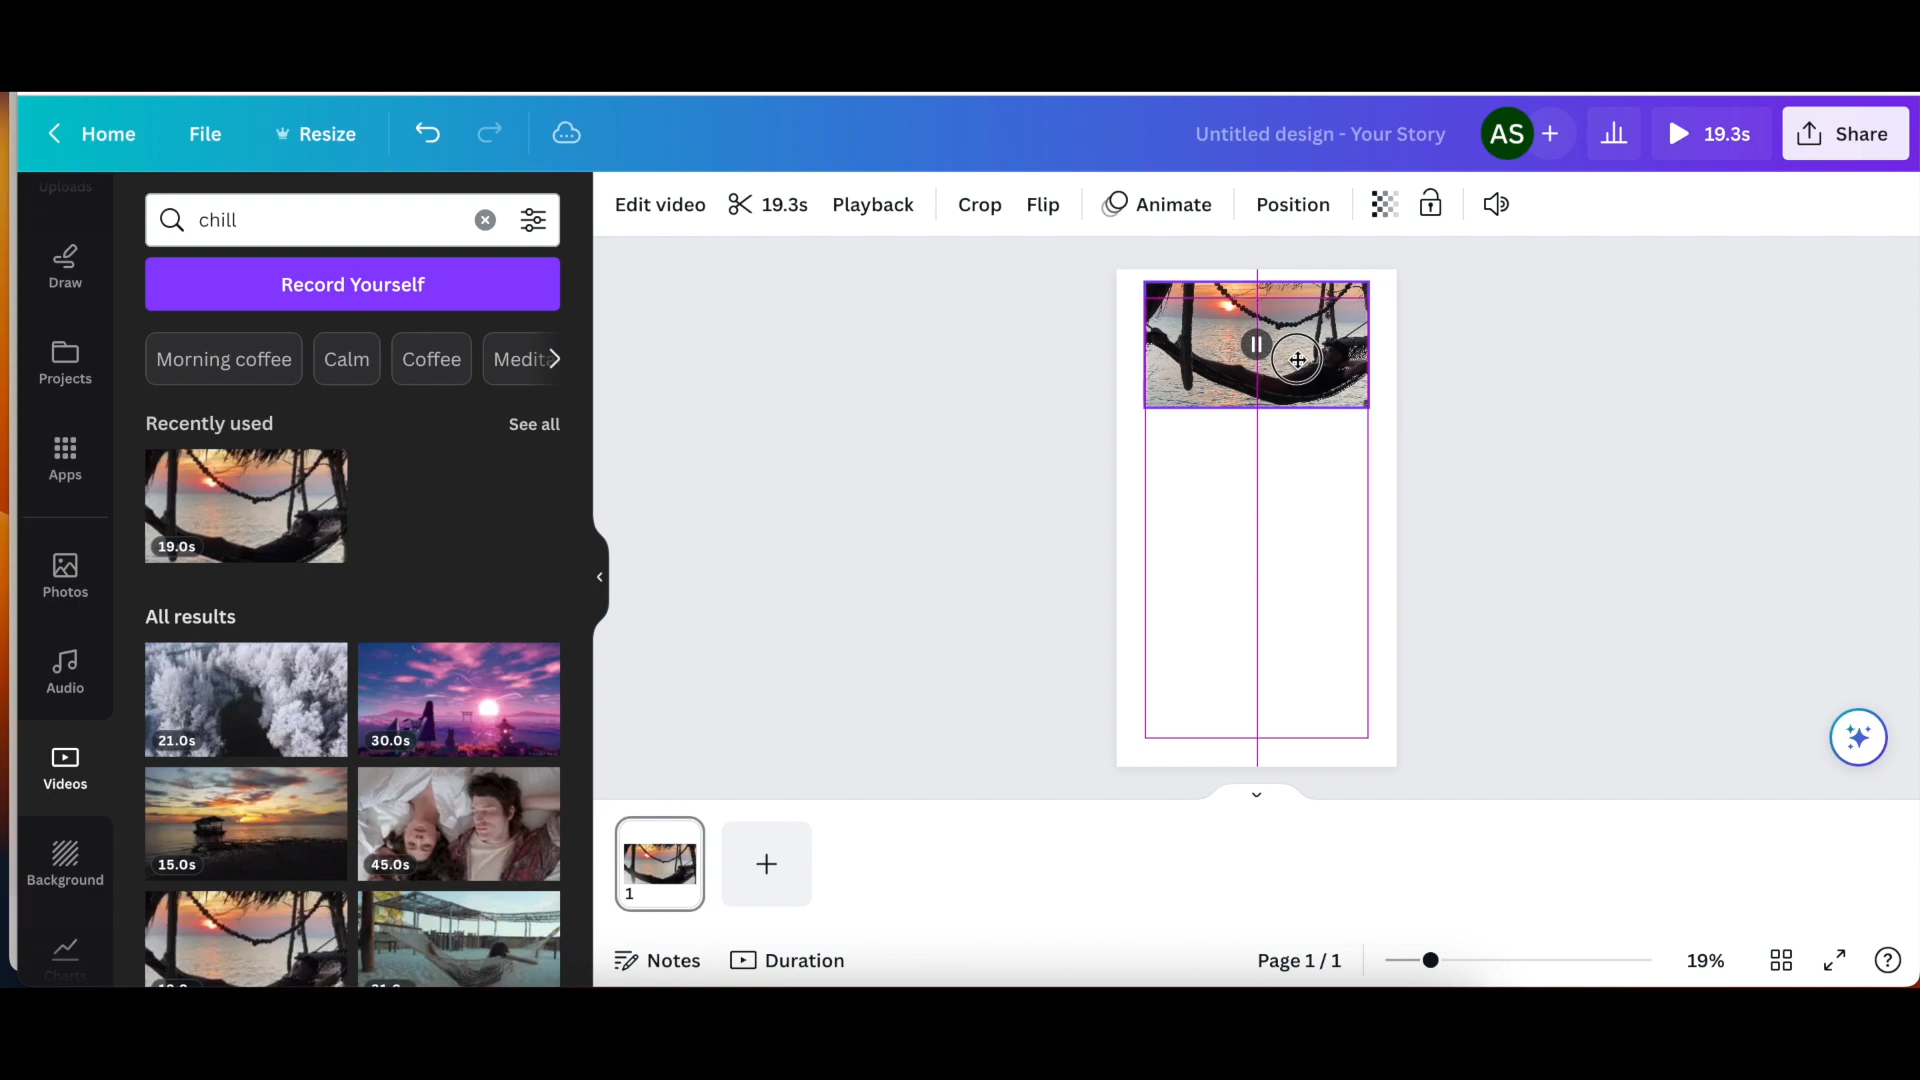 Home
File
Resize
Untitled design - Your Story
AS
19.3s
Share
Uploads
Draw
Projects
Apps
Photos
Audio
Videos
Background
Charts
chill
Record Yourself
Morning coffee
Calm
Coffee
Medita
Recently used
See all
19.0s
All results
21.0s
30.0s
15.0s
45.0s
Edit video
19.3s
Playback
Crop
Flip
Animate
Position
1
Notes
Duration
Page 1 / 1
19%